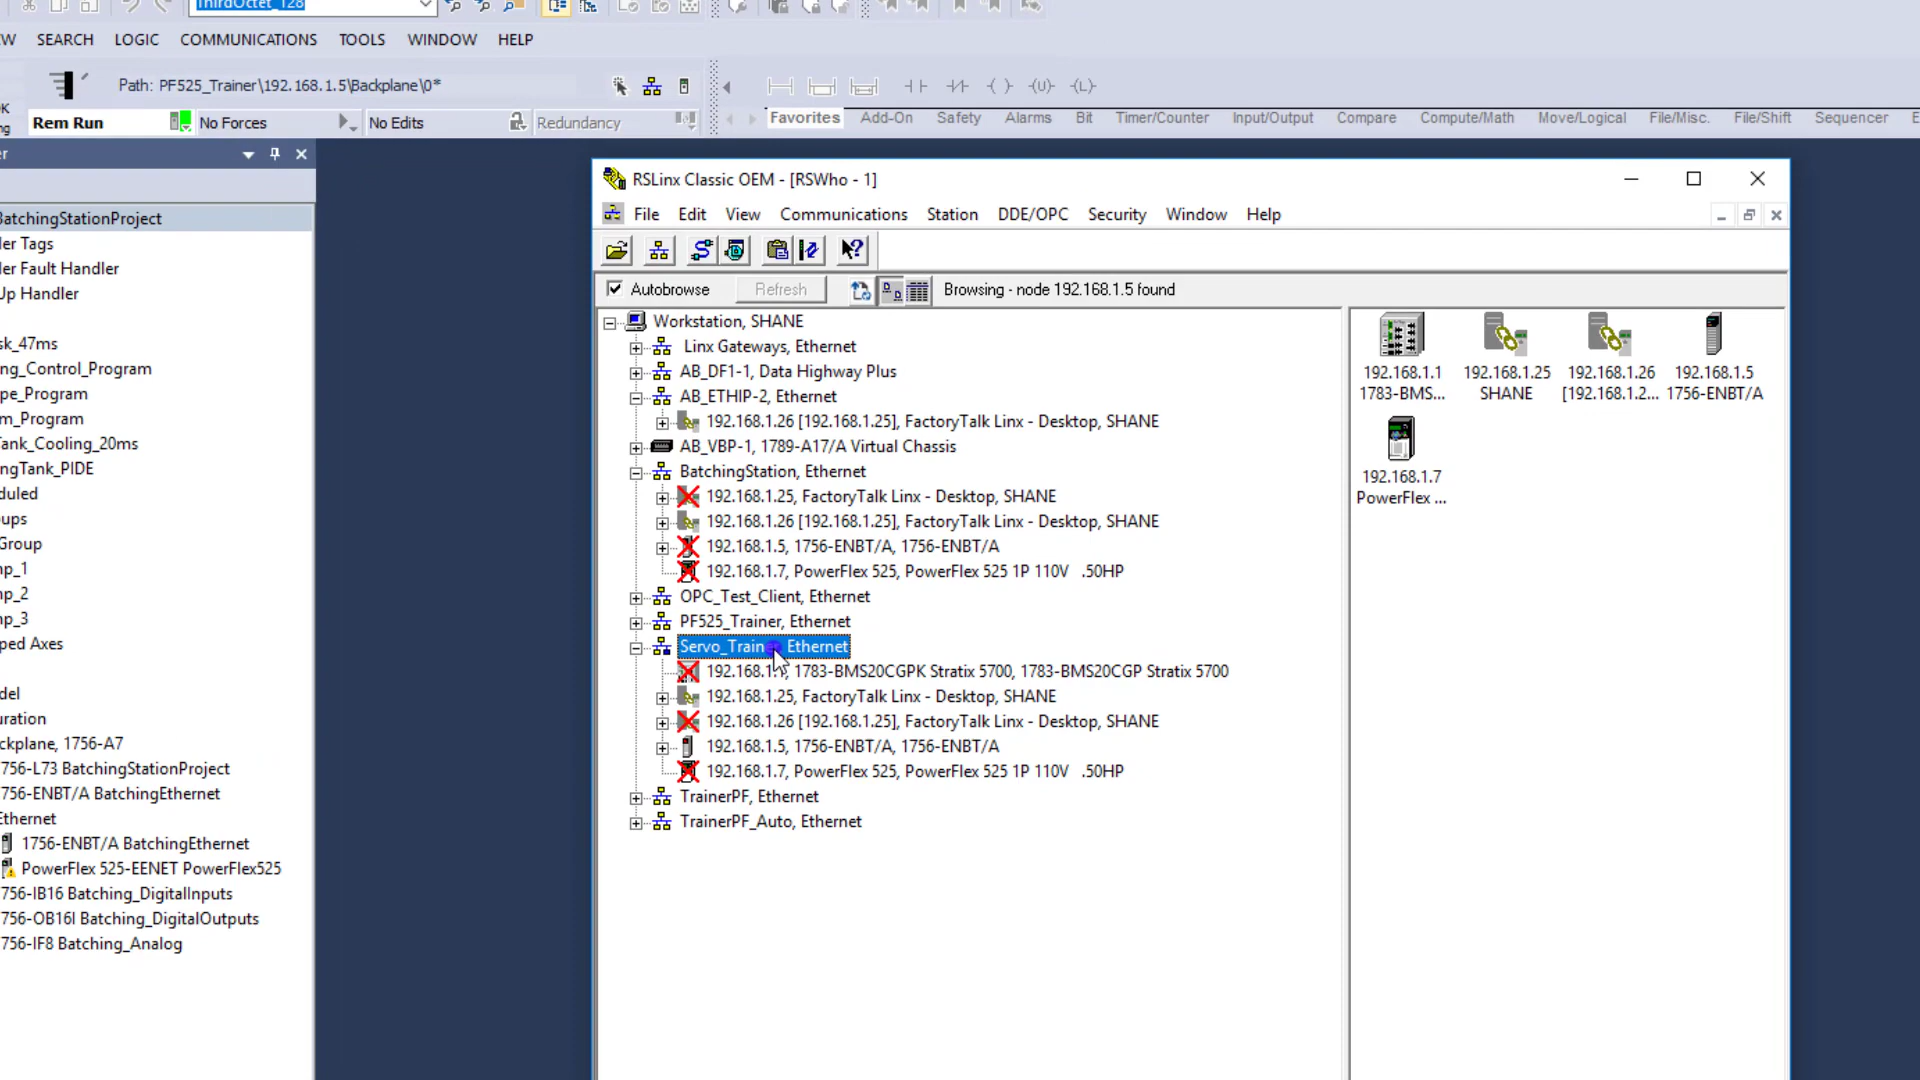 ThirdOctet_128
W SEARCH LOGIC COMMUNICATIONS TOOLS WINDOW HELP
Path: PF525_Trainer\192.168.1.5\Backplane\0*
Rem Run No Forces No Edits Redundancy
Favorites Add-On Safety Alarms Bit Timer/Counter Input/Output Compare Compute/Math Move/Logical File/Misc. File/Shift Sequencer
er
BatchingStationProject
ler Tags
ler Fault Handler
Up Handler
sk_47ms
ng_Control_Program
pe_Program
m_Program
Tank_Cooling_20ms
ngTank_PIDE
duled
oups
Group
mp_1
mp_2
mp_3
ped Axes
del
uration
ckplane, 1756-A7
756-L73 BatchingStationProject
756-ENBT/A BatchingEthernet
Ethernet
1756-ENBT/A BatchingEthernet
PowerFlex 525-EENET PowerFlex525
756-IB16 Batching_DigitalInputs
756-OB16I Batching_DigitalOutputs
756-IF8 Batching_Analog
RSLinx Classic OEM - [RSWho - 1]
File Edit View Communications Station DDE/OPC Security Window Help
Autobrowse Refresh Browsing - node 192.168.1.5 found
Workstation, SHANE
Linx Gateways, Ethernet
AB_DF1-1, Data Highway Plus
AB_ETHIP-2, Ethernet
192.168.1.26 [192.168.1.25], FactoryTalk Linx - Desktop, SHANE
AB_VBP-1, 1789-A17/A Virtual Chassis
BatchingStation, Ethernet
192.168.1.25, FactoryTalk Linx - Desktop, SHANE
192.168.1.26 [192.168.1.25], FactoryTalk Linx - Desktop, SHANE
192.168.1.5, 1756-ENBT/A, 1756-ENBT/A
192.168.1.7, PowerFlex 525, PowerFlex 525 1P 110V .50HP
OPC_Test_Client, Ethernet
PF525_Trainer, Ethernet
Servo_Train Ethernet
1783-BMS20CGPK Stratix 5700, 1783-BMS20CGP Stratix 5700
192.168.1.25, FactoryTalk Linx - Desktop, SHANE
192.168.1.26 [192.168.1.25], FactoryTalk Linx - Desktop, SHANE
192.168.1.5, 1756-ENBT/A, 1756-ENBT/A
192.168.1.7, PowerFlex 525, PowerFlex 525 1P 110V .50HP
TrainerPF, Ethernet
TrainerPF_Auto, Ethernet
192.168.1.1 192.168.1.25 192.168.1.26 192.168.1.5
1783-BMS... SHANE [192.168.1.2... 1756-ENBT/A
192.168.1.7
PowerFlex ...